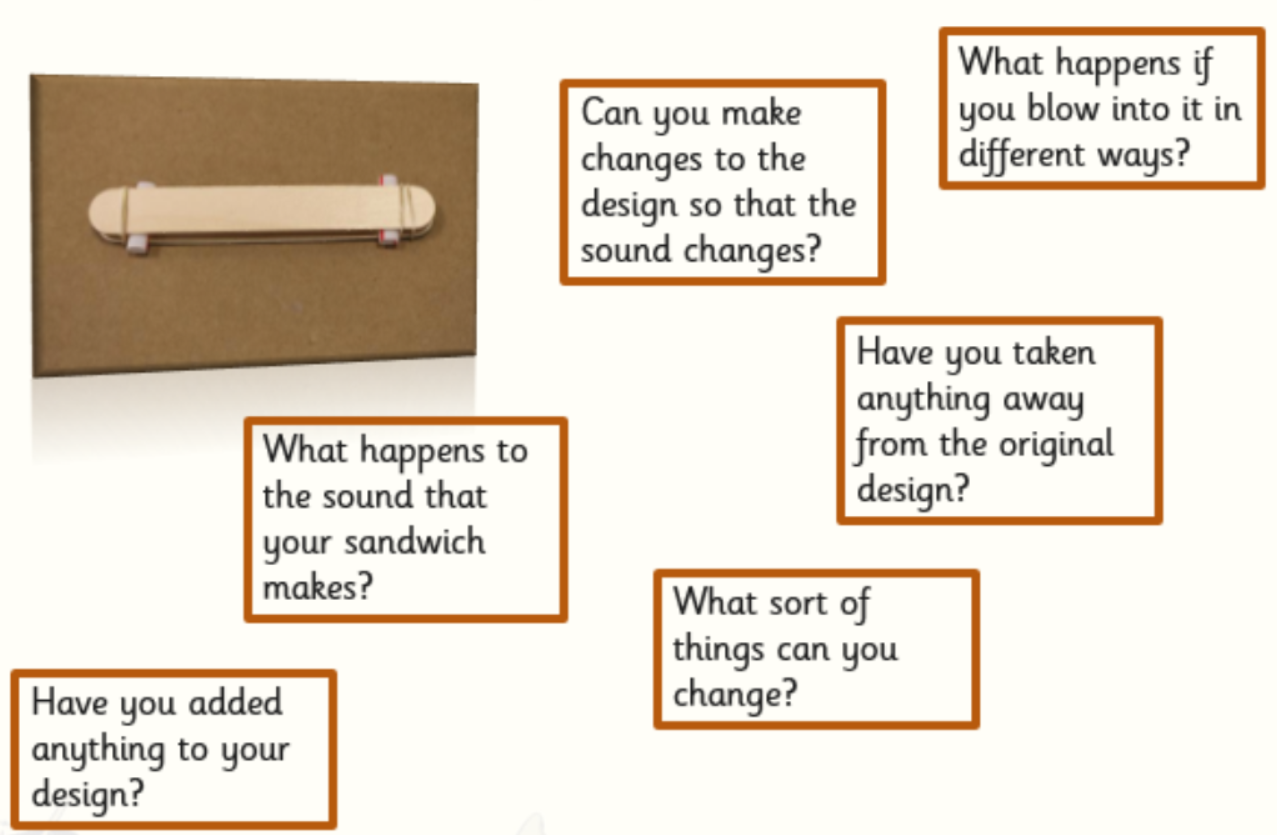 What happens if
you blow into it in
different ways?
Can you make
changes to the
design so that the
sound changes?
Have you taken
anything away
from the original
design?
What happens to
the sound that
your sandwich
makes?
What sort of
things can you
change?
Have you added
anything to your
design?